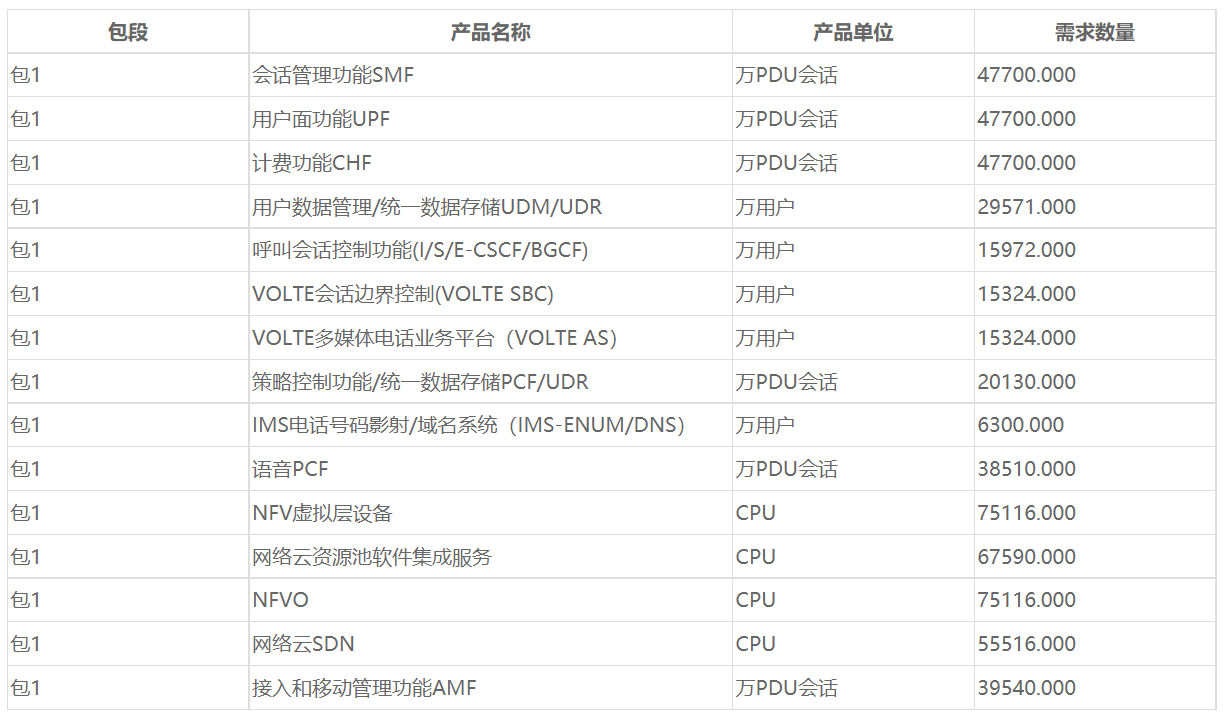 包段 产品名称 产品单位 需求数量
包1 会话管理功能SMF 万PDU会话 47700.000
包1 用户面功能UPF 万PDU会话 47700.000
包1 计费功能CHF 万PDU会话 47700.000
包1 用户数据管理/统一数据存储UDM/UDR 万用户 29571.000
包1 呼叫会话控制功能(I/S/E-CSCF/BGCF) 万用户 15972.000
包1 VOLTE会话边界控制(VOLTE SBC) 万用户 15324.000
包1 VOLTE多媒体电话业务平台（VOLTE AS） 万用户 15324.000
包1 策略控制功能/统一数据存储PCF/UDR 万PDU会话 20130.000
包1 IMS电话号码影射/域名系统（IMS-ENUM/DNS） 万用户 6300.000
包1 语音PCF 万PDU会话 38510.000
包1 NFV虚拟层设备 CPU 75116.000
包1 网络云资源池软件集成服务 CPU 67590.000
包1 NFVO CPU 75116.000
包1 网络云SDN CPU 55516.000
包1 接入和移动管理功能AMF 万PDU会话 39540.000